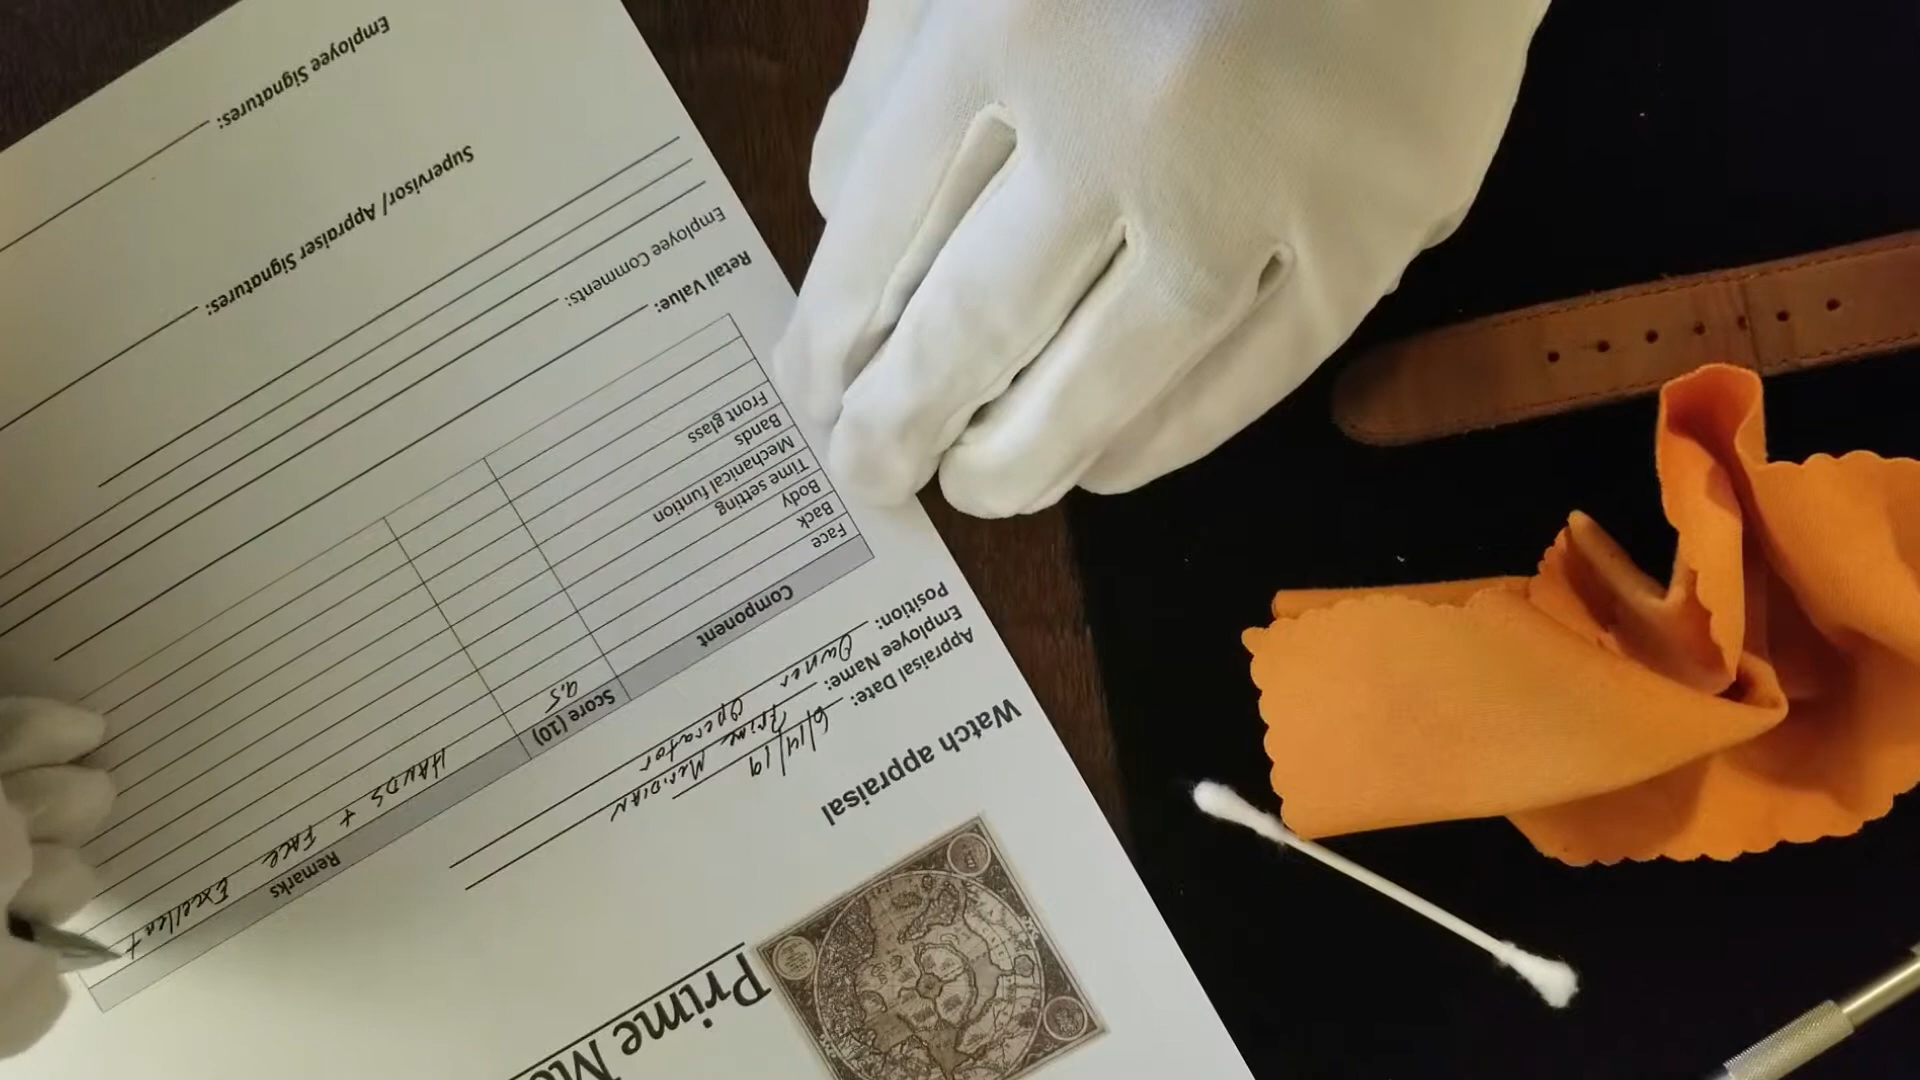 Prime M
Watch appraisal
Appraisal Date: 6/14/19
Employee Name: Prime MeriDIAN
Position: Owner Operator
Component Score (10) Remarks
Face 9.5 HANDS + FACE Excellent
Back
Body
Time setting
Mechanical funtion
Bands
Front glass
Retail Value:
Employee Comments:
Supervisor/ Appraiser Signatures:
Employee Signatures: